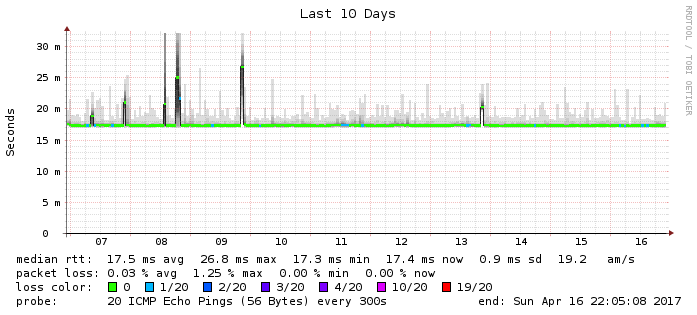 Last 10 Days
RRDTOOL / TOBI OETIKER
Seconds
30 m
25 m
20 m
15 m
10 m
5 m
0
07 08 09 10 11 12 13 14 15 16
median rtt: 17.5 ms avg 26.8 ms max 17.3 ms min 17.4 ms now 0.9 ms sd 19.2 am/s
packet loss: 0.03 % avg 1.25 % max 0.00 % min 0.00 % now
loss color: 0 1/20 2/20 3/20 4/20 10/20 19/20
probe: 20 ICMP Echo Pings (56 Bytes) every 300s end: Sun Apr 16 22:05:08 2017